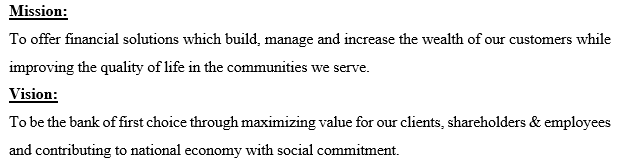 Mission:
To offer financial solutions which build, manage and increase the wealth of our customers while
improving the quality of life in the communities we serve.
Vision:
To be the bank of first choice through maximizing value for our clients, shareholders & employees
and contributing to national economy with social commitment.